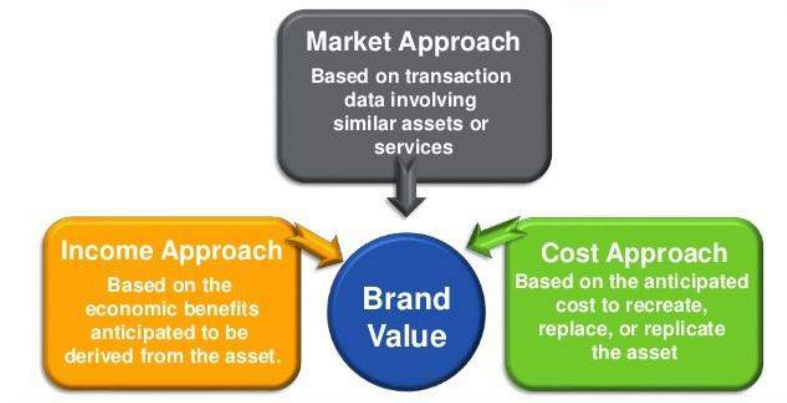 Market Approach
Based on transaction
data involving
similar assets or
services
Income Approach
Based on the
economic benefits
anticipated to be
derived from the asset.
Brand
Value
Cost Approach
Based on the anticipated
cost to recreate,
replace, or replicate
the asset